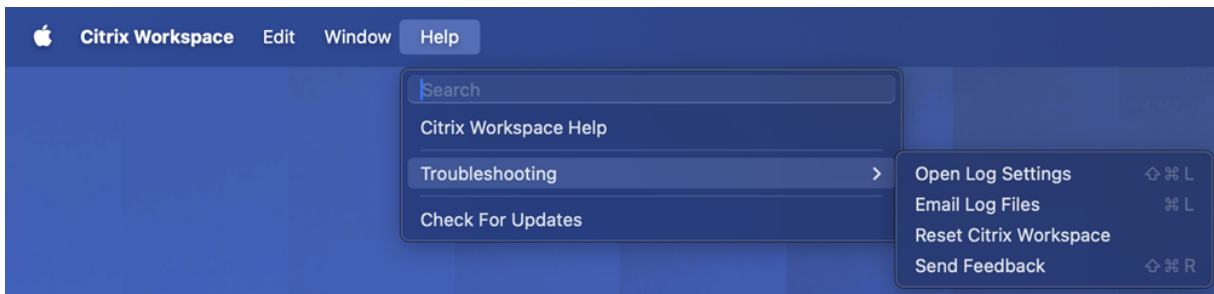 Citrix Workspace Edit Window Help
Search
Citrix Workspace Help
Troubleshooting
Check For Updates
Open Log Settings ⇧⌘L
Email Log Files ⌘L
Reset Citrix Workspace
Send Feedback ⇧⌘R